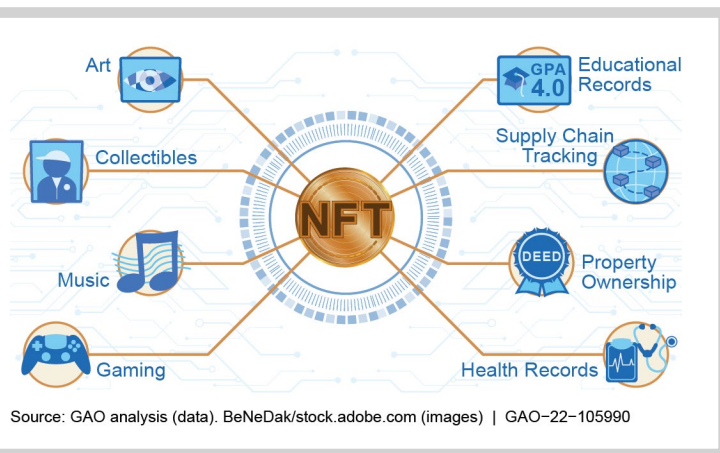 Art
Collectibles
Music
Gaming
NFT
GPA
4.0
Educational
Records
Supply Chain
Tracking
DEED
Property
Ownership
Health Records
Source: GAO analysis (data). BeNeDak/stock.adobe.com (images) | GAO-22-105990